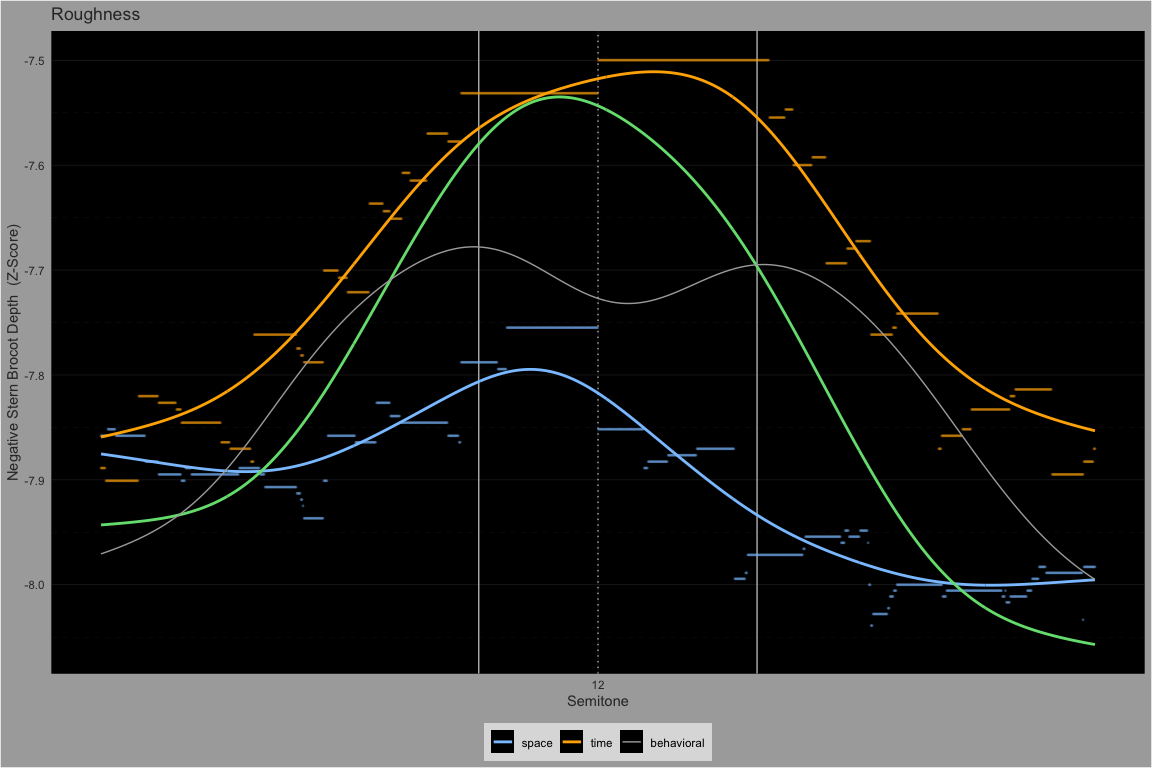 Roughness
Negative Stern Brocot Depth  (Z-Score)
-7.5
-7.6
-7.7
-7.8
-7.9
-8.0
12
Semitone
space time behavioral